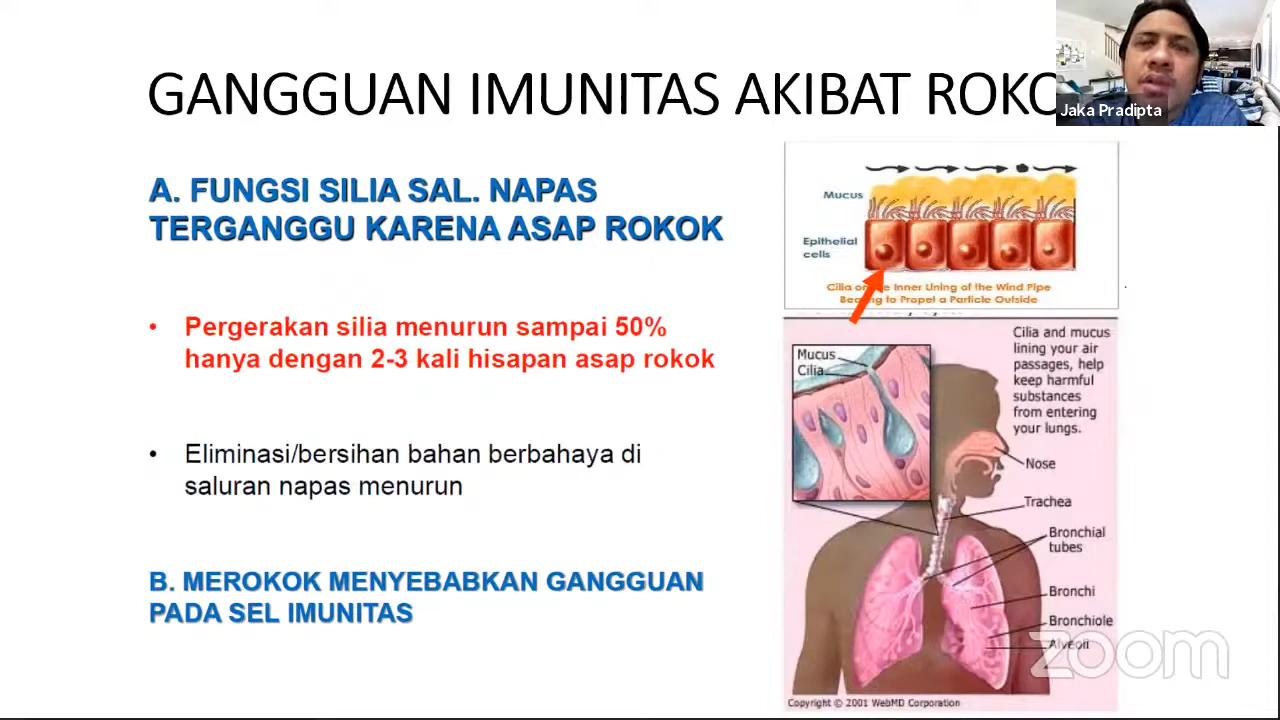 GANGGUAN IMUNITAS AKIBAT ROKO
Jaka Pradipta
A. FUNGSI SILIA SAL. NAPAS
TERGANGGU KARENA ASAP ROKOK
• Pergerakan silia menurun sampai 50%
hanya dengan 2-3 kali hisapan asap rokok
• Eliminasi/bersihan bahan berbahaya di
saluran napas menurun
B. MEROKOK MENYEBABKAN GANGGUAN
PADA SEL IMUNITAS
Mucus
Epithelial
cells
Cilia on Inner Lining of the Wind Pipe
to Propel a Particle Outside
Mucus
Cilia
Cilia and mucus
lining your air
passages, help
keep harmful
substances
from entering
your lungs.
Nose
Trachea
Bronchial
tubes
Bronchi
Bronchiole
Alveoli
zoom
Copyright © 2001 WebMD Corporation